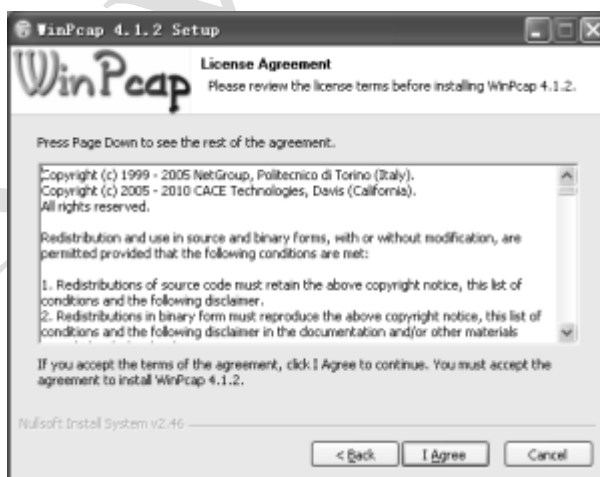 WinPcap 4.1.2 Setup
WinPcap
License Agreement
Please review the license terms before installing WinPcap 4.1.2.
Press Page Down to see the rest of the agreement.
Copyright (c) 1999 - 2005 NetGroup, Politecnico di Torino (Italy).
Copyright (c) 2005 - 2010 CACE Technologies, Davis (California).
All rights reserved.
Redistribution and use in source and binary forms, with or without modification, are
permitted provided that the following conditions are met:
1. Redistributions of source code must retain the above copyright notice, this list of
conditions and the following disclaimer.
2. Redistributions in binary form must reproduce the above copyright notice, this list of
conditions and the following disclaimer in the documentation and/or other materials
If you accept the terms of the agreement, click I Agree to continue. You must accept the
agreement to install WinPcap 4.1.2.
Nullsoft Install System v2.46
< Back
I Agree
Cancel